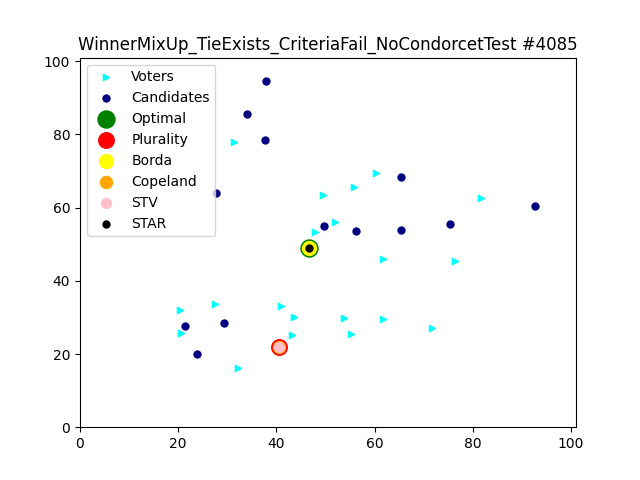 WinnerMixUp_TieExists_CriteriaFail_NoCondorcetTest #4085
100
80
60
40
20
0
0 20 40 60 80 100
Voters
Candidates
Optimal
Plurality
Borda
Copeland
STV
STAR